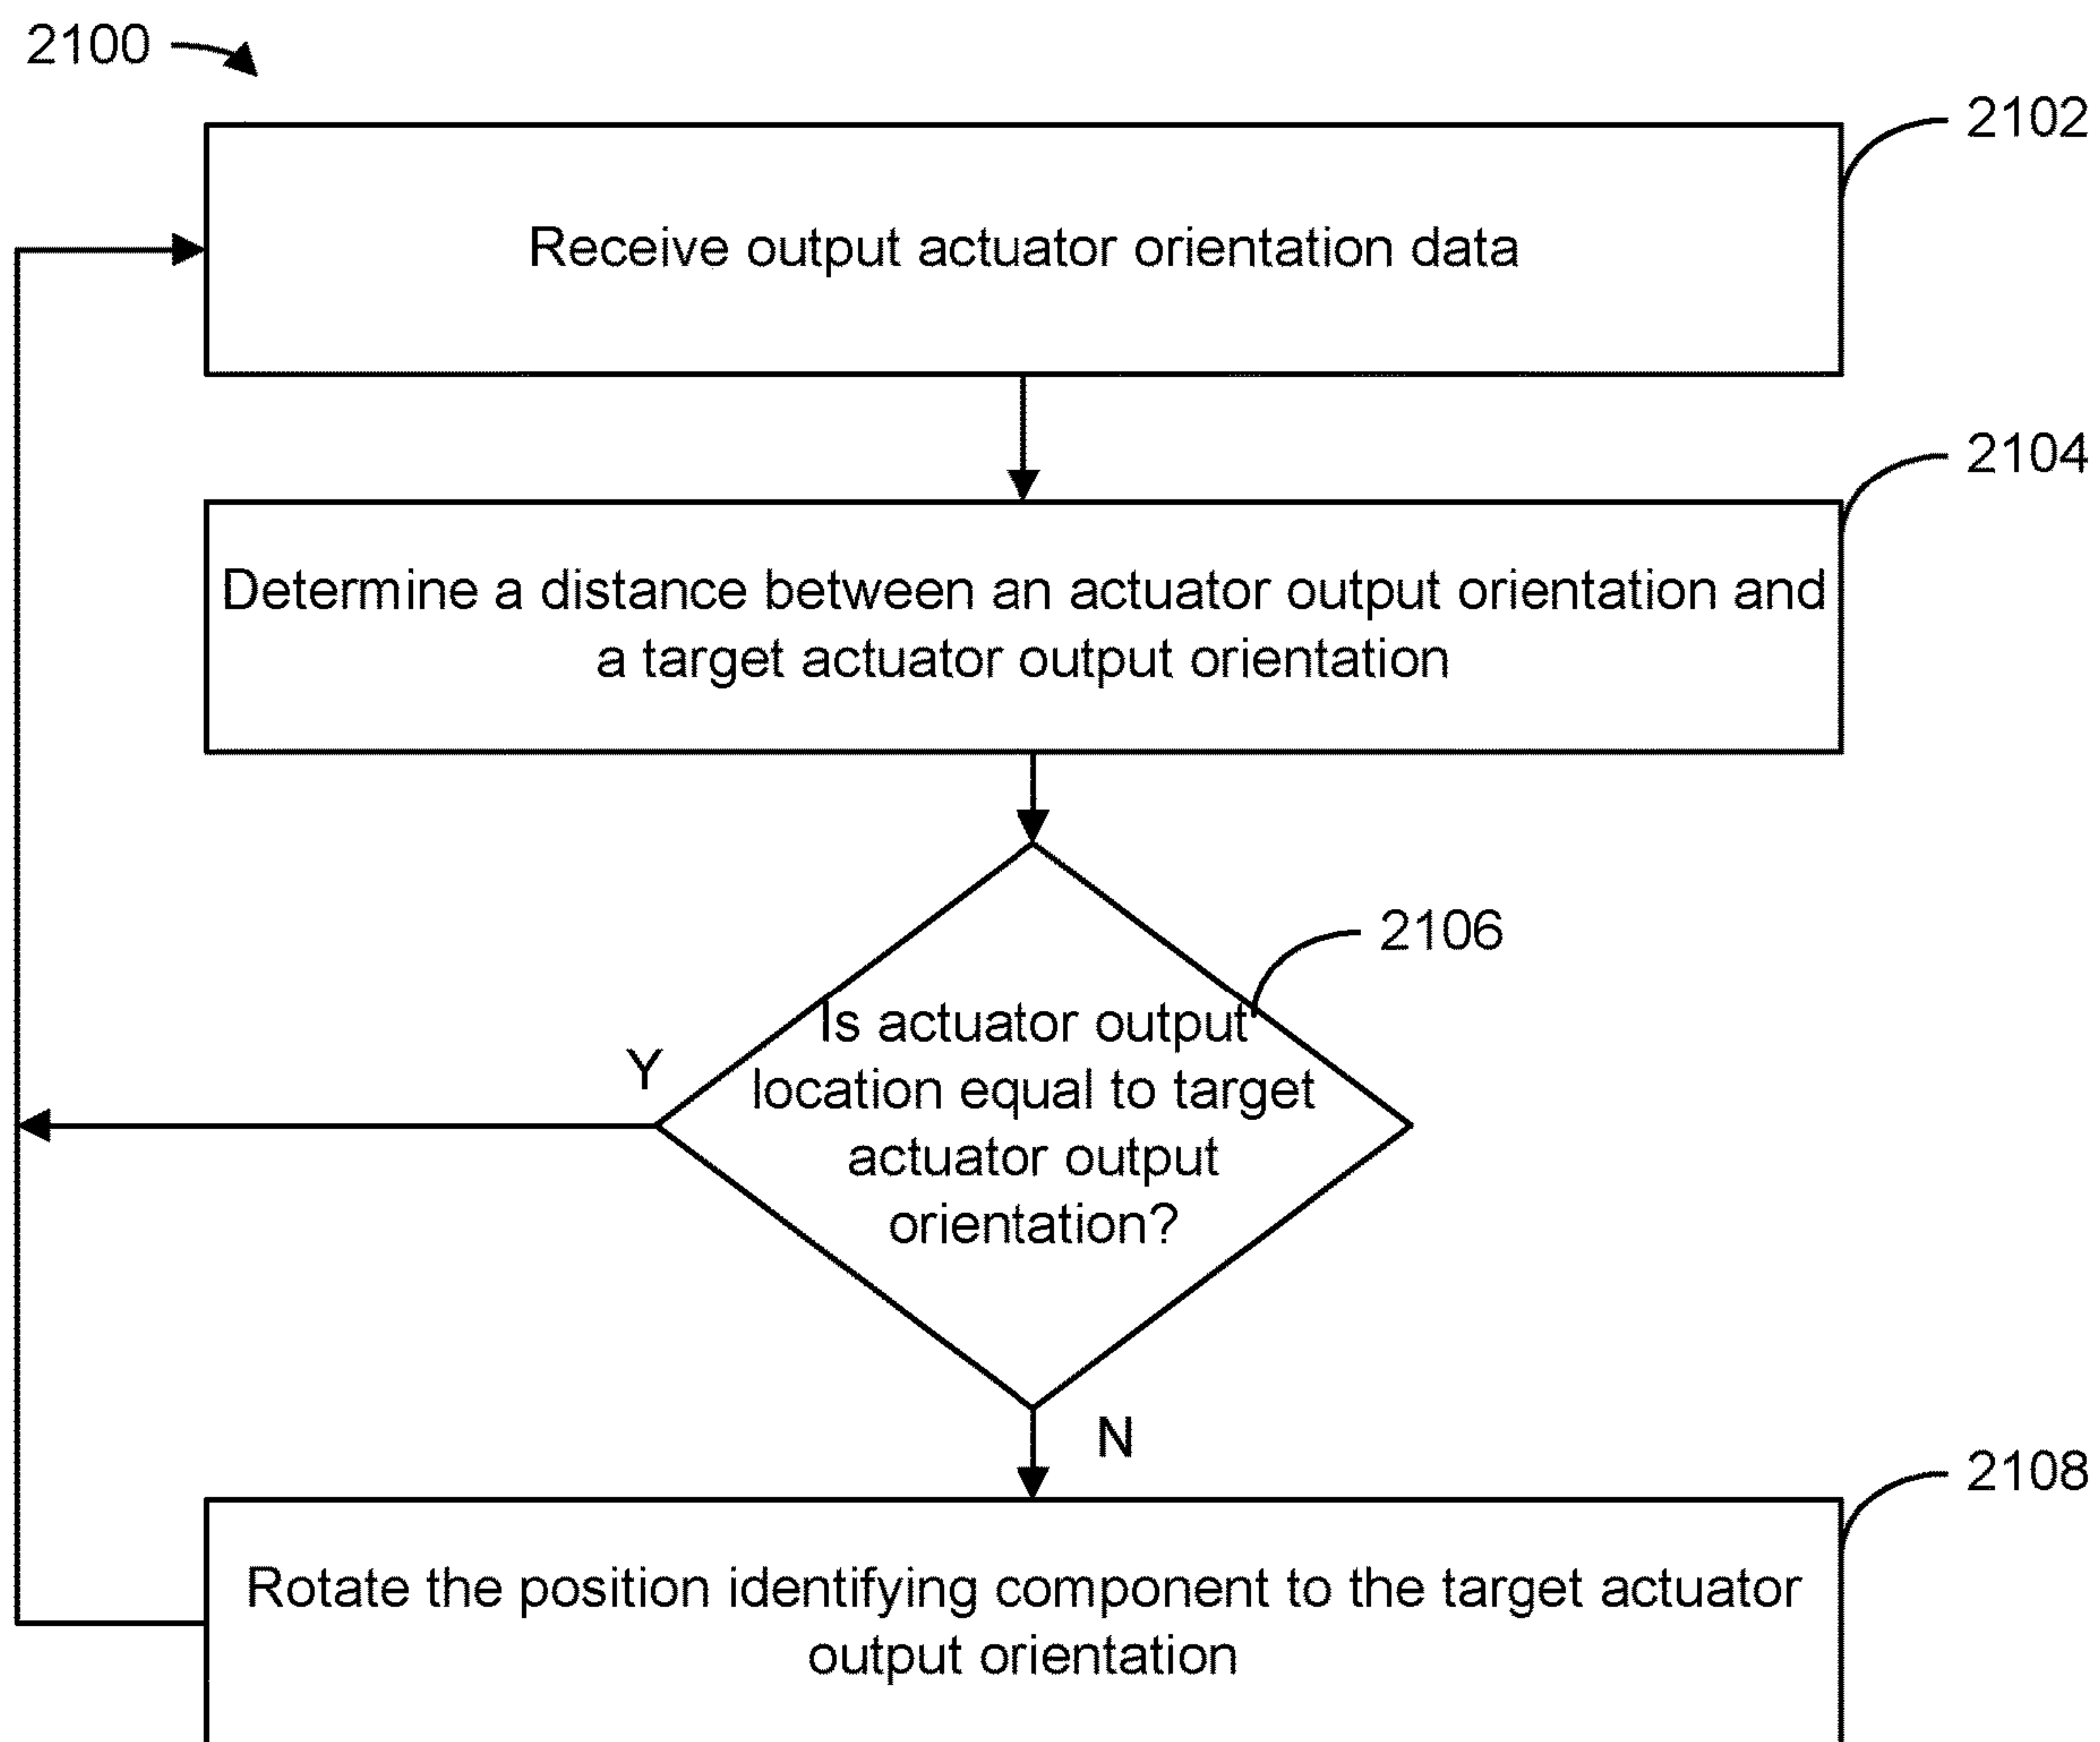 2100
2102
Receive output actuator orientation data
2104
Determine a distance between an actuator output orientation and
a target actuator output orientation
2106
Is actuator output
location equal to target
actuator output
orientation?
Y
N
2108
Rotate the position identifying component to the target actuator
output orientation